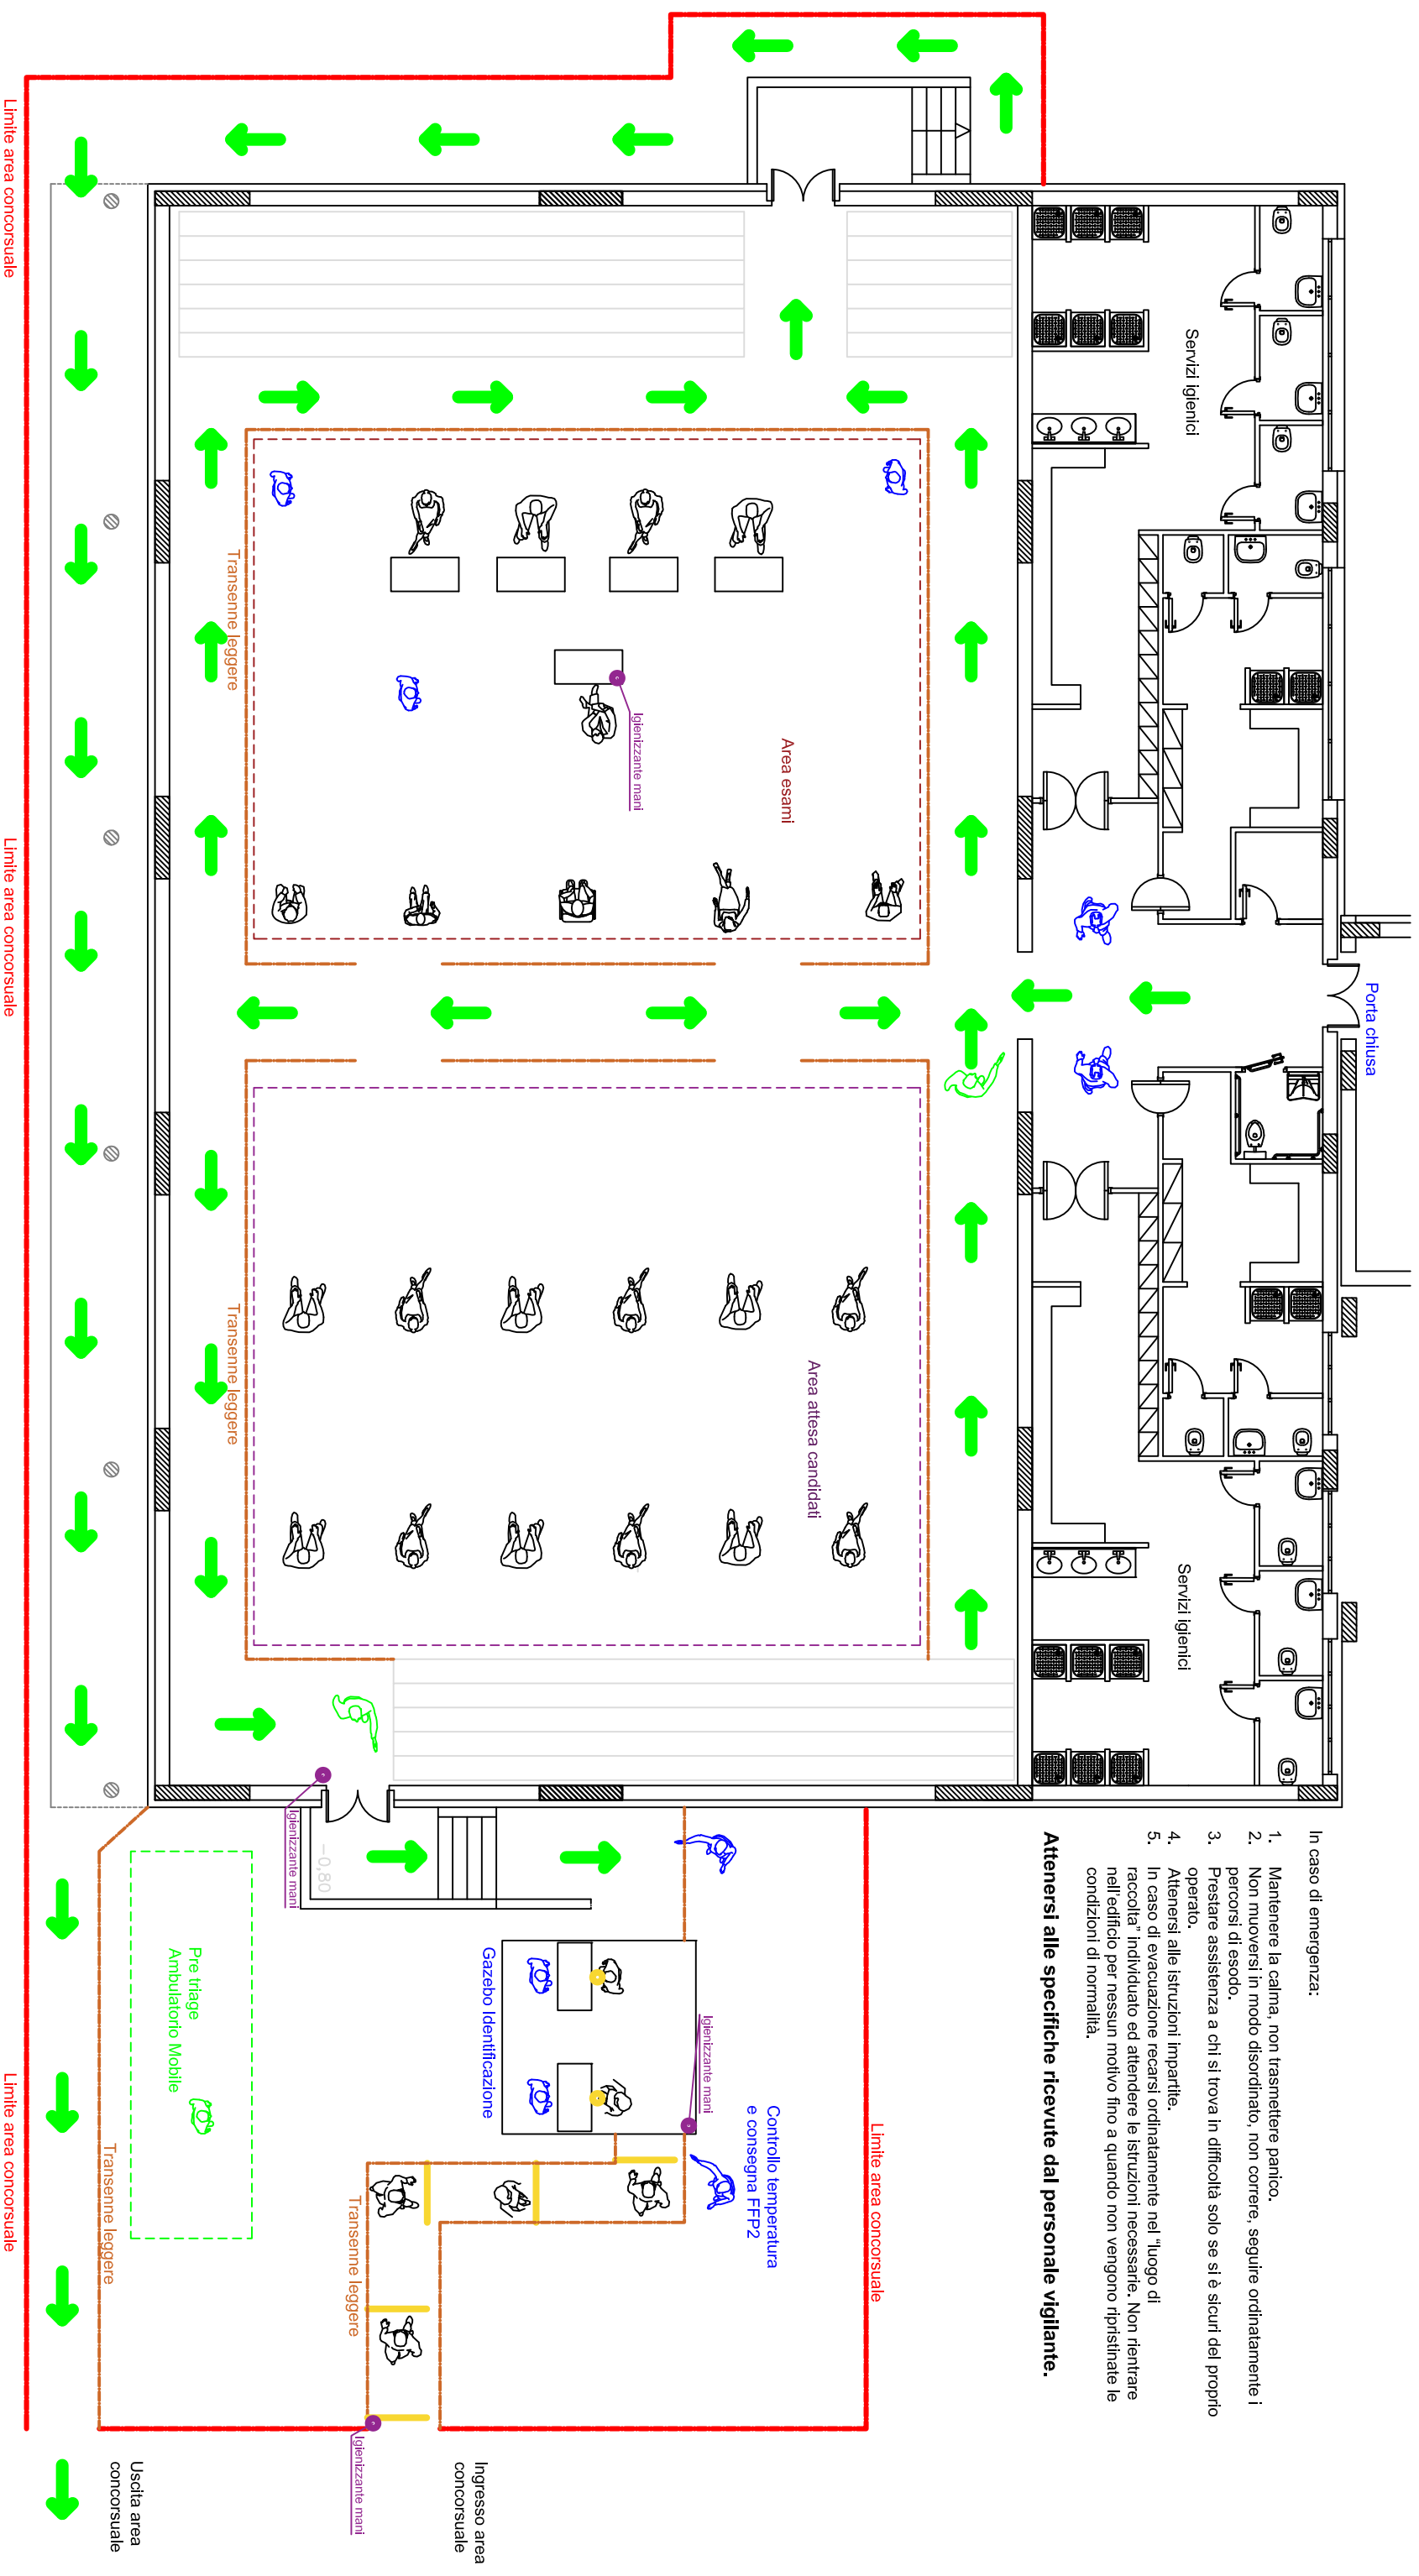 In caso di emergenza:
1. Mantenere la calma, non trasmettere panico.
2. Non muoversi in modo disordinato, non correre, seguire ordinatamente i
percorsi di esodo.
3. Prestare assistenza a chi si trova in difficoltà solo se si è sicuri del proprio
operato.
4. Attenersi alle istruzioni impartite.
5. In caso di evacuazione recarsi ordinatamente nel "luogo di
raccolta" individuato ed attendere le istruzioni necessarie. Non rientrare
nell'edificio per nessun motivo fino a quando non vengono ripristinate le
condizioni di normalità.
Attenersi alle specifiche ricevute dal personale vigilante.
Porta chiusa
Servizi igienici
Servizi igienici
Area esami
Igienizzante mani
Transenne leggere
Area attesa candidati
Transenne leggere
Igienizzante mani
-0,80
Limite area concorsuale
Controllo temperatura
e consegna FFP2
Igienizzante mani
Gazebo Identificazione
Transenne leggere
Igienizzante mani
Ingresso area
concorsuale
Pre triage
Ambulatorio Mobile
Transenne leggere
Uscita area
concorsuale
Limite area concorsuale
Limite area concorsuale
Limite area concorsuale